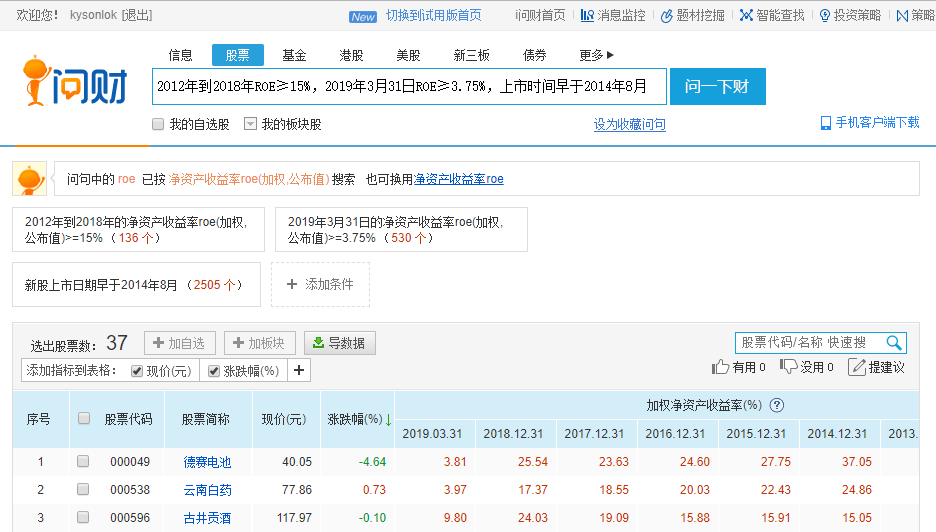 欢迎您！ kysonlok [退出] New 切换到试用版首页 i问财首页 消息监控 题材挖掘 智能查找 投资策略 策略
信息 股票 基金 港股 美股 新三板 债券 更多
问财 2012年到2018年ROE≥15%，2019年3月31日ROE≥3.75%，上市时间早于2014年8月 问一下财
我的自选股 我的板块股 设为收藏问句 手机客户端下载
问句中的 roe 已按 净资产收益率roe(加权,公布值) 搜索 也可换用净资产收益率roe
2012年到2018年的净资产收益率roe(加权,
公布值)>=15% （ 136 个 ）
2019年3月31日的净资产收益率roe(加权,
公布值)>=3.75% （ 530 个 ）
新股上市日期早于2014年8月 （ 2505 个 ） + 添加条件
选出股票数： 37 + 加自选 + 加板块 导数据 股票代码/名称 快速搜
添加指标到表格： 现价(元) 涨跌幅(%) + 有用 0 没用 0 提建议
序号 股票代码 股票简称 现价(元) 涨跌幅(%)↓ 加权净资产收益率(%) ?
2019.03.31 2018.12.31 2017.12.31 2016.12.31 2015.12.31 2014.12.31 2013.
1 000049 德赛电池 40.05 -4.64 3.81 25.54 23.63 24.60 27.75 37.05
2 000538 云南白药 77.86 0.73 3.97 17.37 18.55 20.03 22.43 24.86
3 000596 古井贡酒 117.97 -0.10 9.80 24.03 19.09 15.88 15.91 15.05